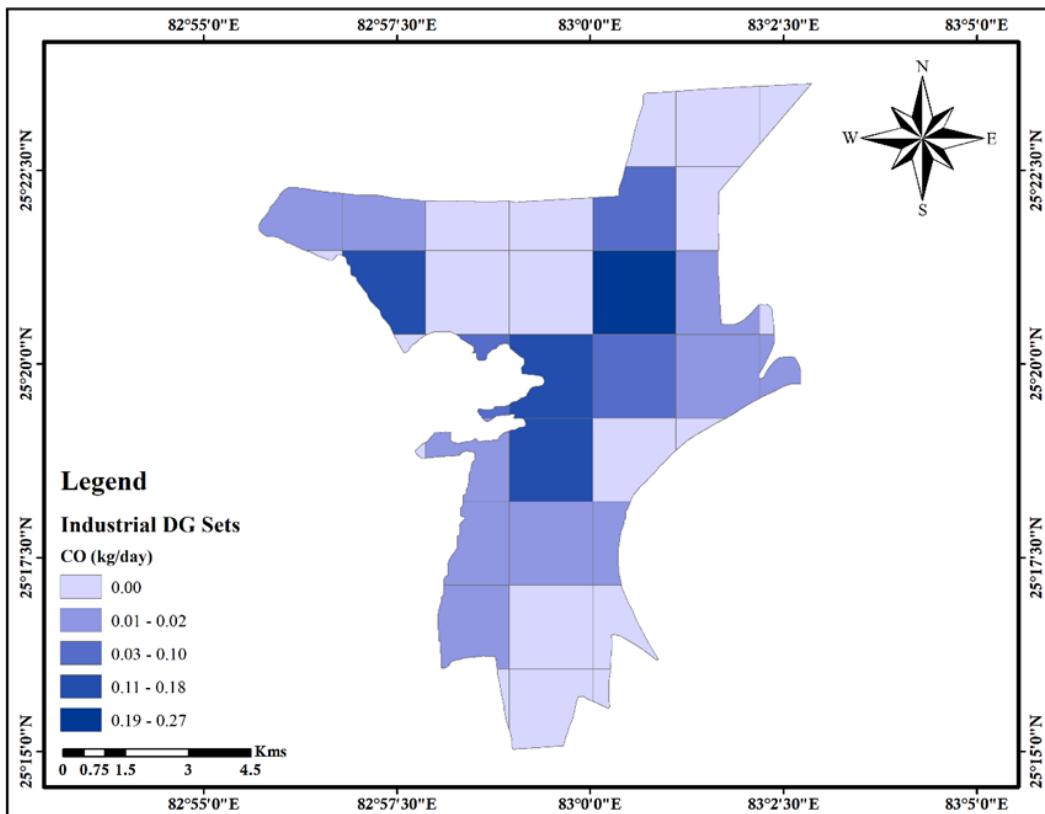 82°55'0"E 82°57'30"E 83°0'0"E 83°2'30"E 83°5'0"E
N
W E
S
25°22'30"N 25°22'30"N
25°20'0"N 25°20'0"N
25°17'30"N 25°17'30"N
25°15'0"N 25°15'0"N
Legend
Industrial DG Sets
CO (kg/day)
0.00
0.01 - 0.02
0.03 - 0.10
0.11 - 0.18
0.19 - 0.27
Kms
0 0.75 1.5 3 4.5
82°55'0"E 82°57'30"E 83°0'0"E 83°2'30"E 83°5'0"E